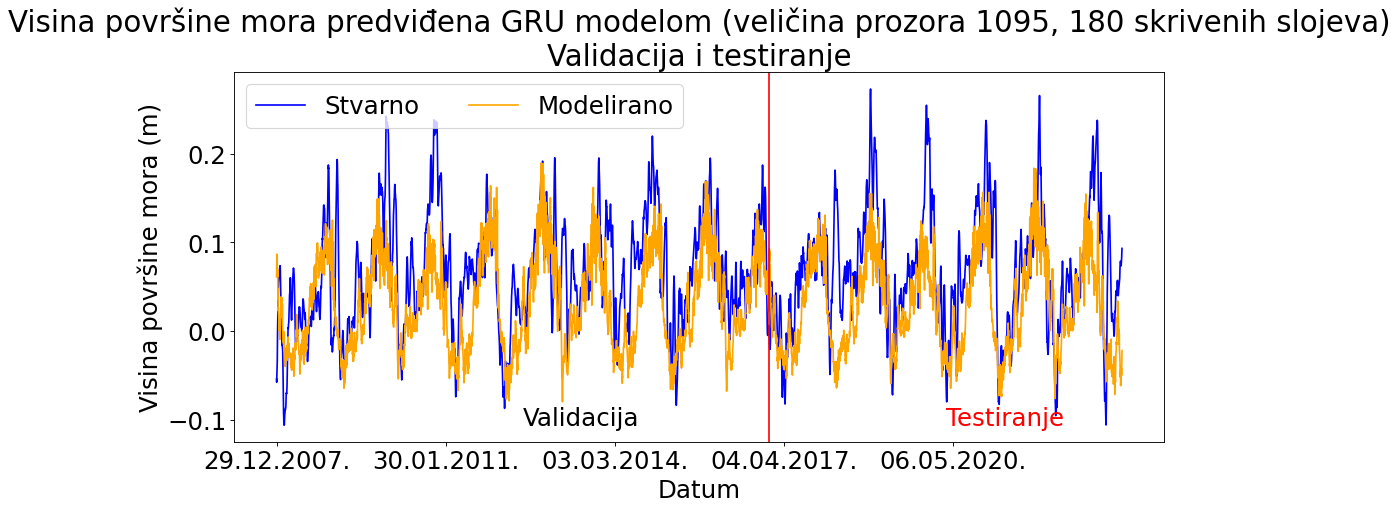 Visina površine mora predviđena GRU modelom (veličina prozora 1095, 180 skrivenih slojeva)
Validacija i testiranje
Stvarno
Modelirano
Visina površine mora (m)
0.2
0.1
0.0
−0.1
Validacija
Testiranje
29.12.2007.
30.01.2011.
03.03.2014.
04.04.2017.
06.05.2020.
Datum